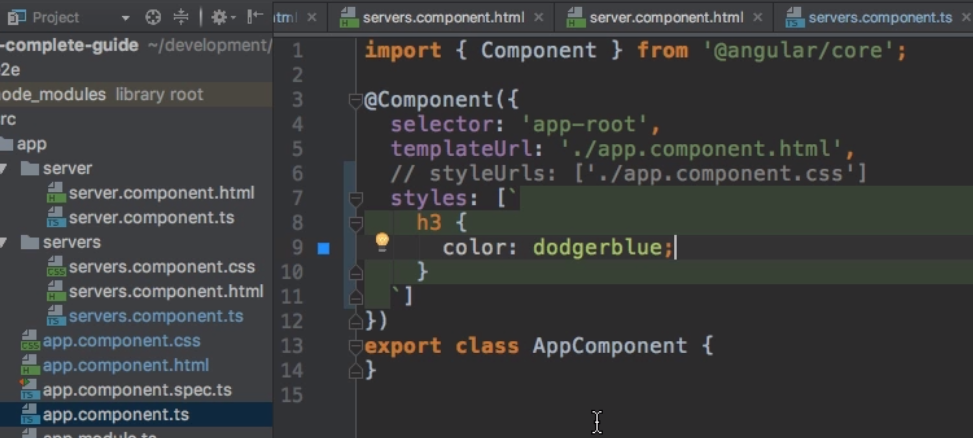 Project
tml
servers.component.html
server.component.html
servers.component.ts
-complete-guide ~/development/
2e
ode_modules library root
rc
app
server
server.component.html
server.component.ts
servers
servers.component.css
servers.component.html
servers.component.ts
app.component.css
app.component.html
app.component.spec.ts
app.component.ts
app.module.ts
1 import { Component } from '@angular/core';
2
3 @Component({
4 selector: 'app-root',
5 templateUrl: './app.component.html',
6 // styleUrls: ['./app.component.css']
7 styles: [`
8 h3 {
9 color: dodgerblue;
10 }
11 `]
12 })
13 export class AppComponent {
14 }
15